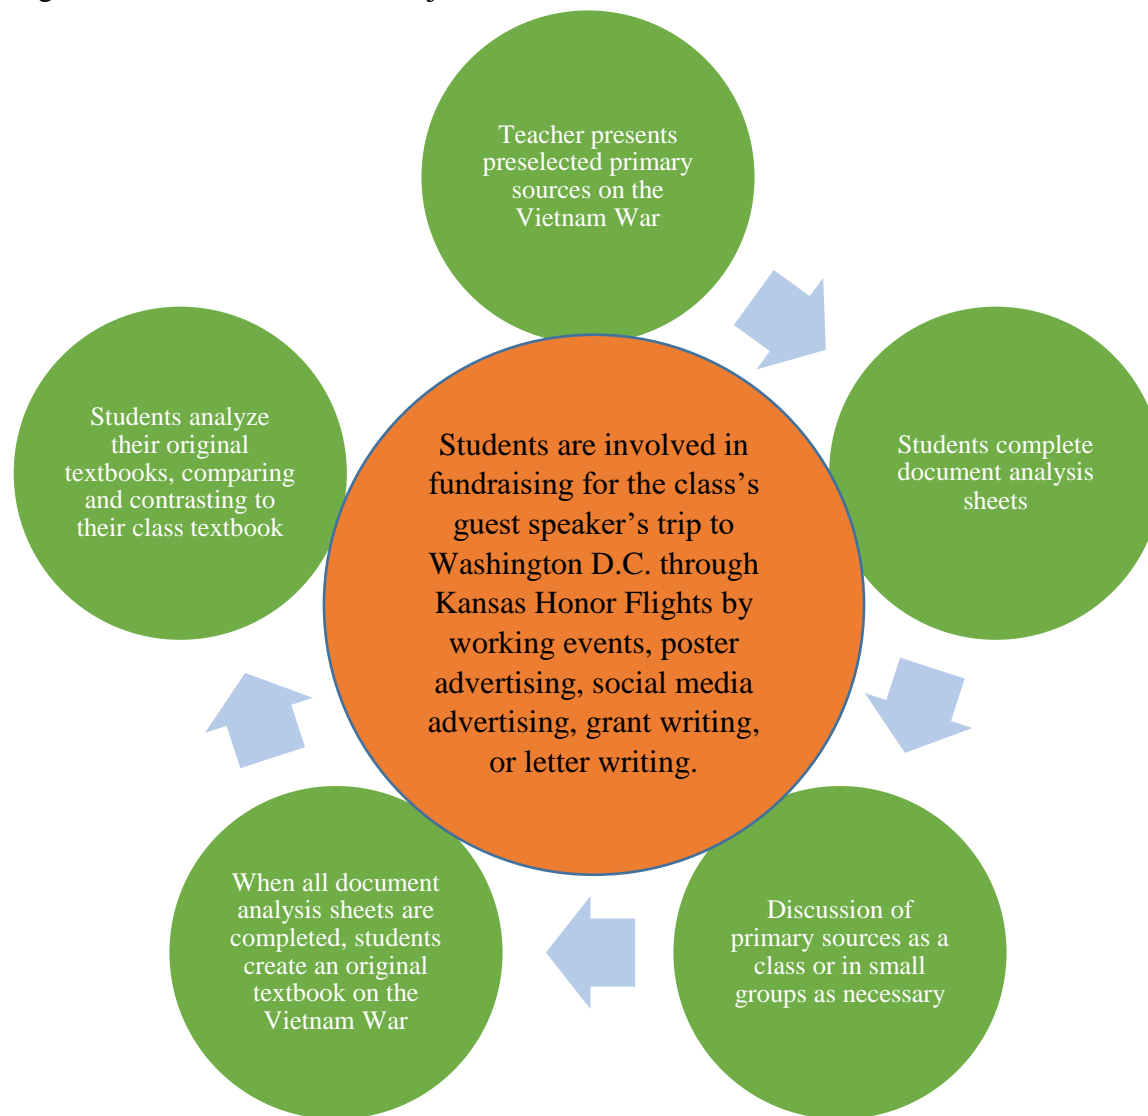 Teacher presents
preselected primary
sources on the
Vietnam War
Students complete
document analysis
sheets
Discussion of
primary sources as a
class or in small
groups as necessary
When all document
analysis sheets are
completed, students
create an original
textbook on the
Vietnam War
Students analyze
their original
textbooks, comparing
and contrasting to
their class textbook
Students are involved in
fundraising for the class’s
guest speaker’s trip to
Washington D.C. through
Kansas Honor Flights by
working events, poster
advertising, social media
advertising, grant writing,
or letter writing.